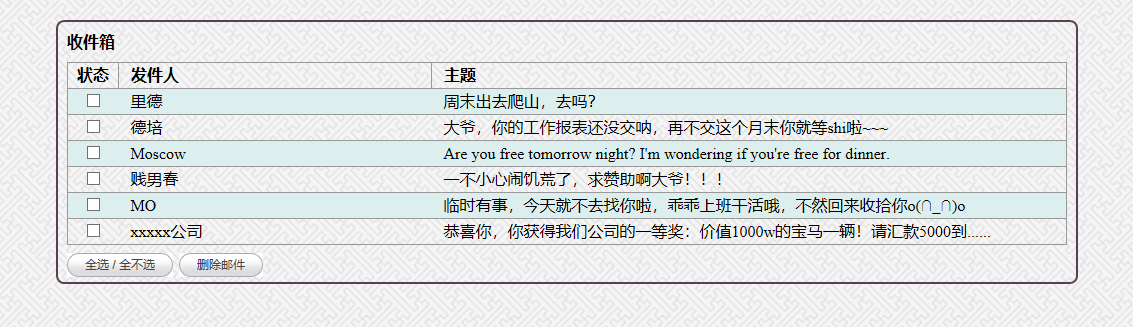 收件箱
状态 发件人 主题
里德 周末出去爬山，去吗？
德培 大爷，你的工作报表还没交呐，再不交这个月末你就等shi啦~~~
Moscow Are you free tomorrow night? I'm wondering if you're free for dinner.
贱男春 一不小心闹饥荒了，求赞助啊大爷！！！
MO 临时有事，今天就不去找你啦，乖乖上班干活哦，不然回来收拾你o(∩_∩)o
xxxxx公司 恭喜你，你获得我们公司的一等奖：价值1000w的宝马一辆！请汇款5000到......
全选 / 全不选 删除邮件